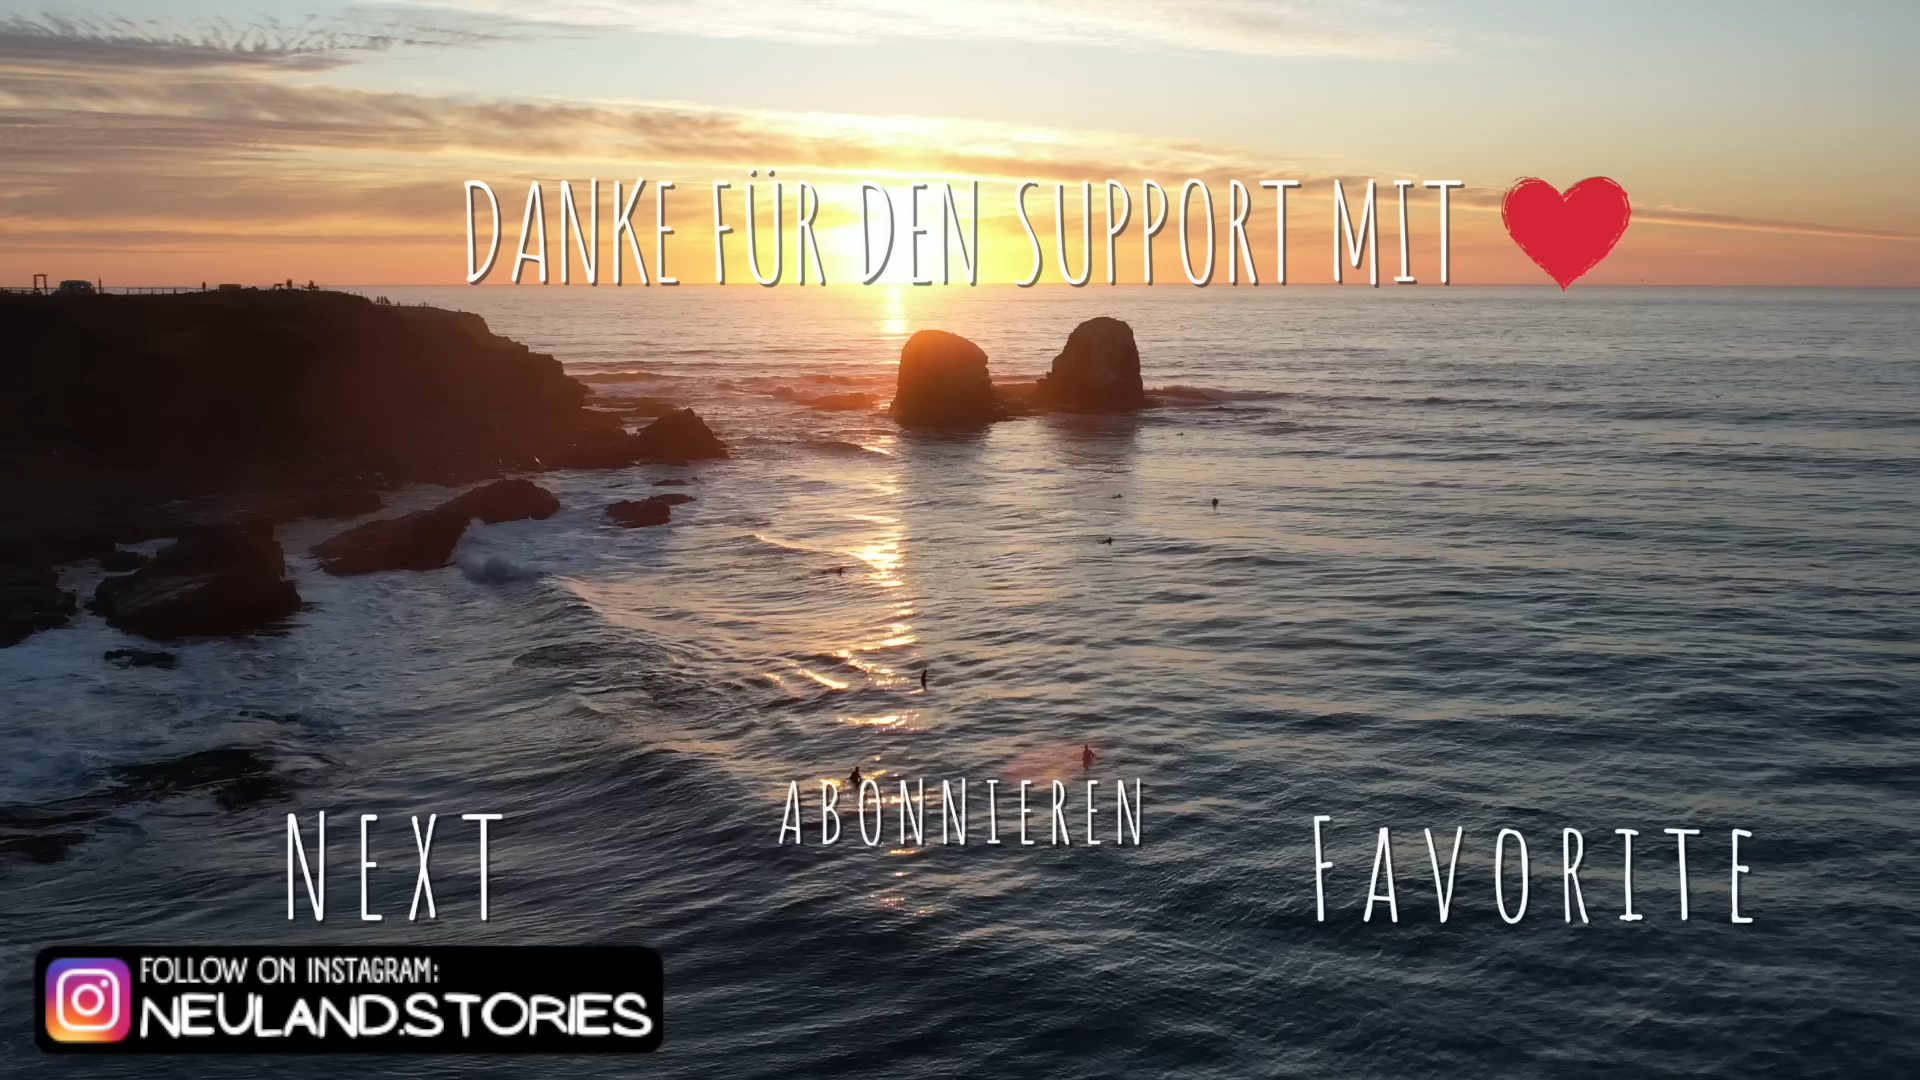 DANKE FÜR DEN SUPPORT MIT
ABONNIEREN
NEXT
FAVORITE
FOLLOW ON INSTAGRAM:
NEULAND.STORIES